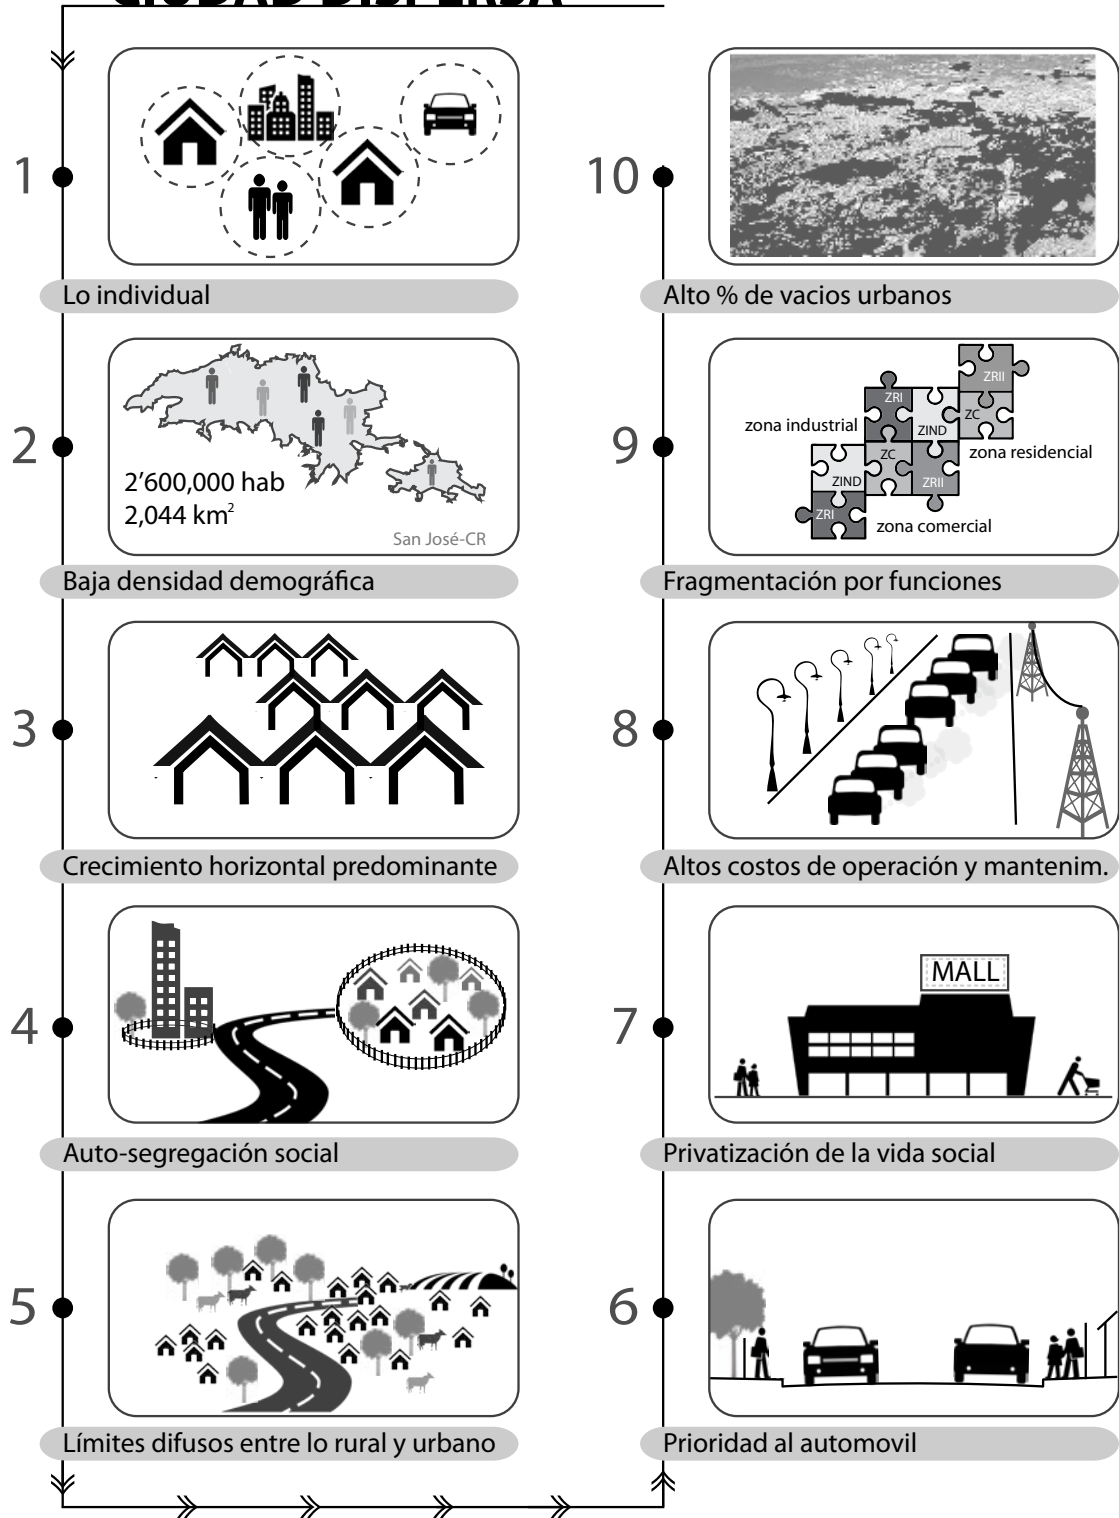 CIUDAD DISPERSA
1
Lo individual
2
2'600,000 hab
2,044 km²
San José-CR
Baja densidad demográfica
3
Crecimiento horizontal predominante
4
Auto-segregación social
5
Límites difusos entre lo rural y urbano
6
Prioridad al automovil
7
MALL
Privatización de la vida social
8
Altos costos de operación y mantenim.
9
ZRII
ZRI
ZC
zona industrial
ZIND
ZC
zona residencial
ZIND
ZRII
ZRI
zona comercial
Fragmentación por funciones
10
Alto % de vacios urbanos